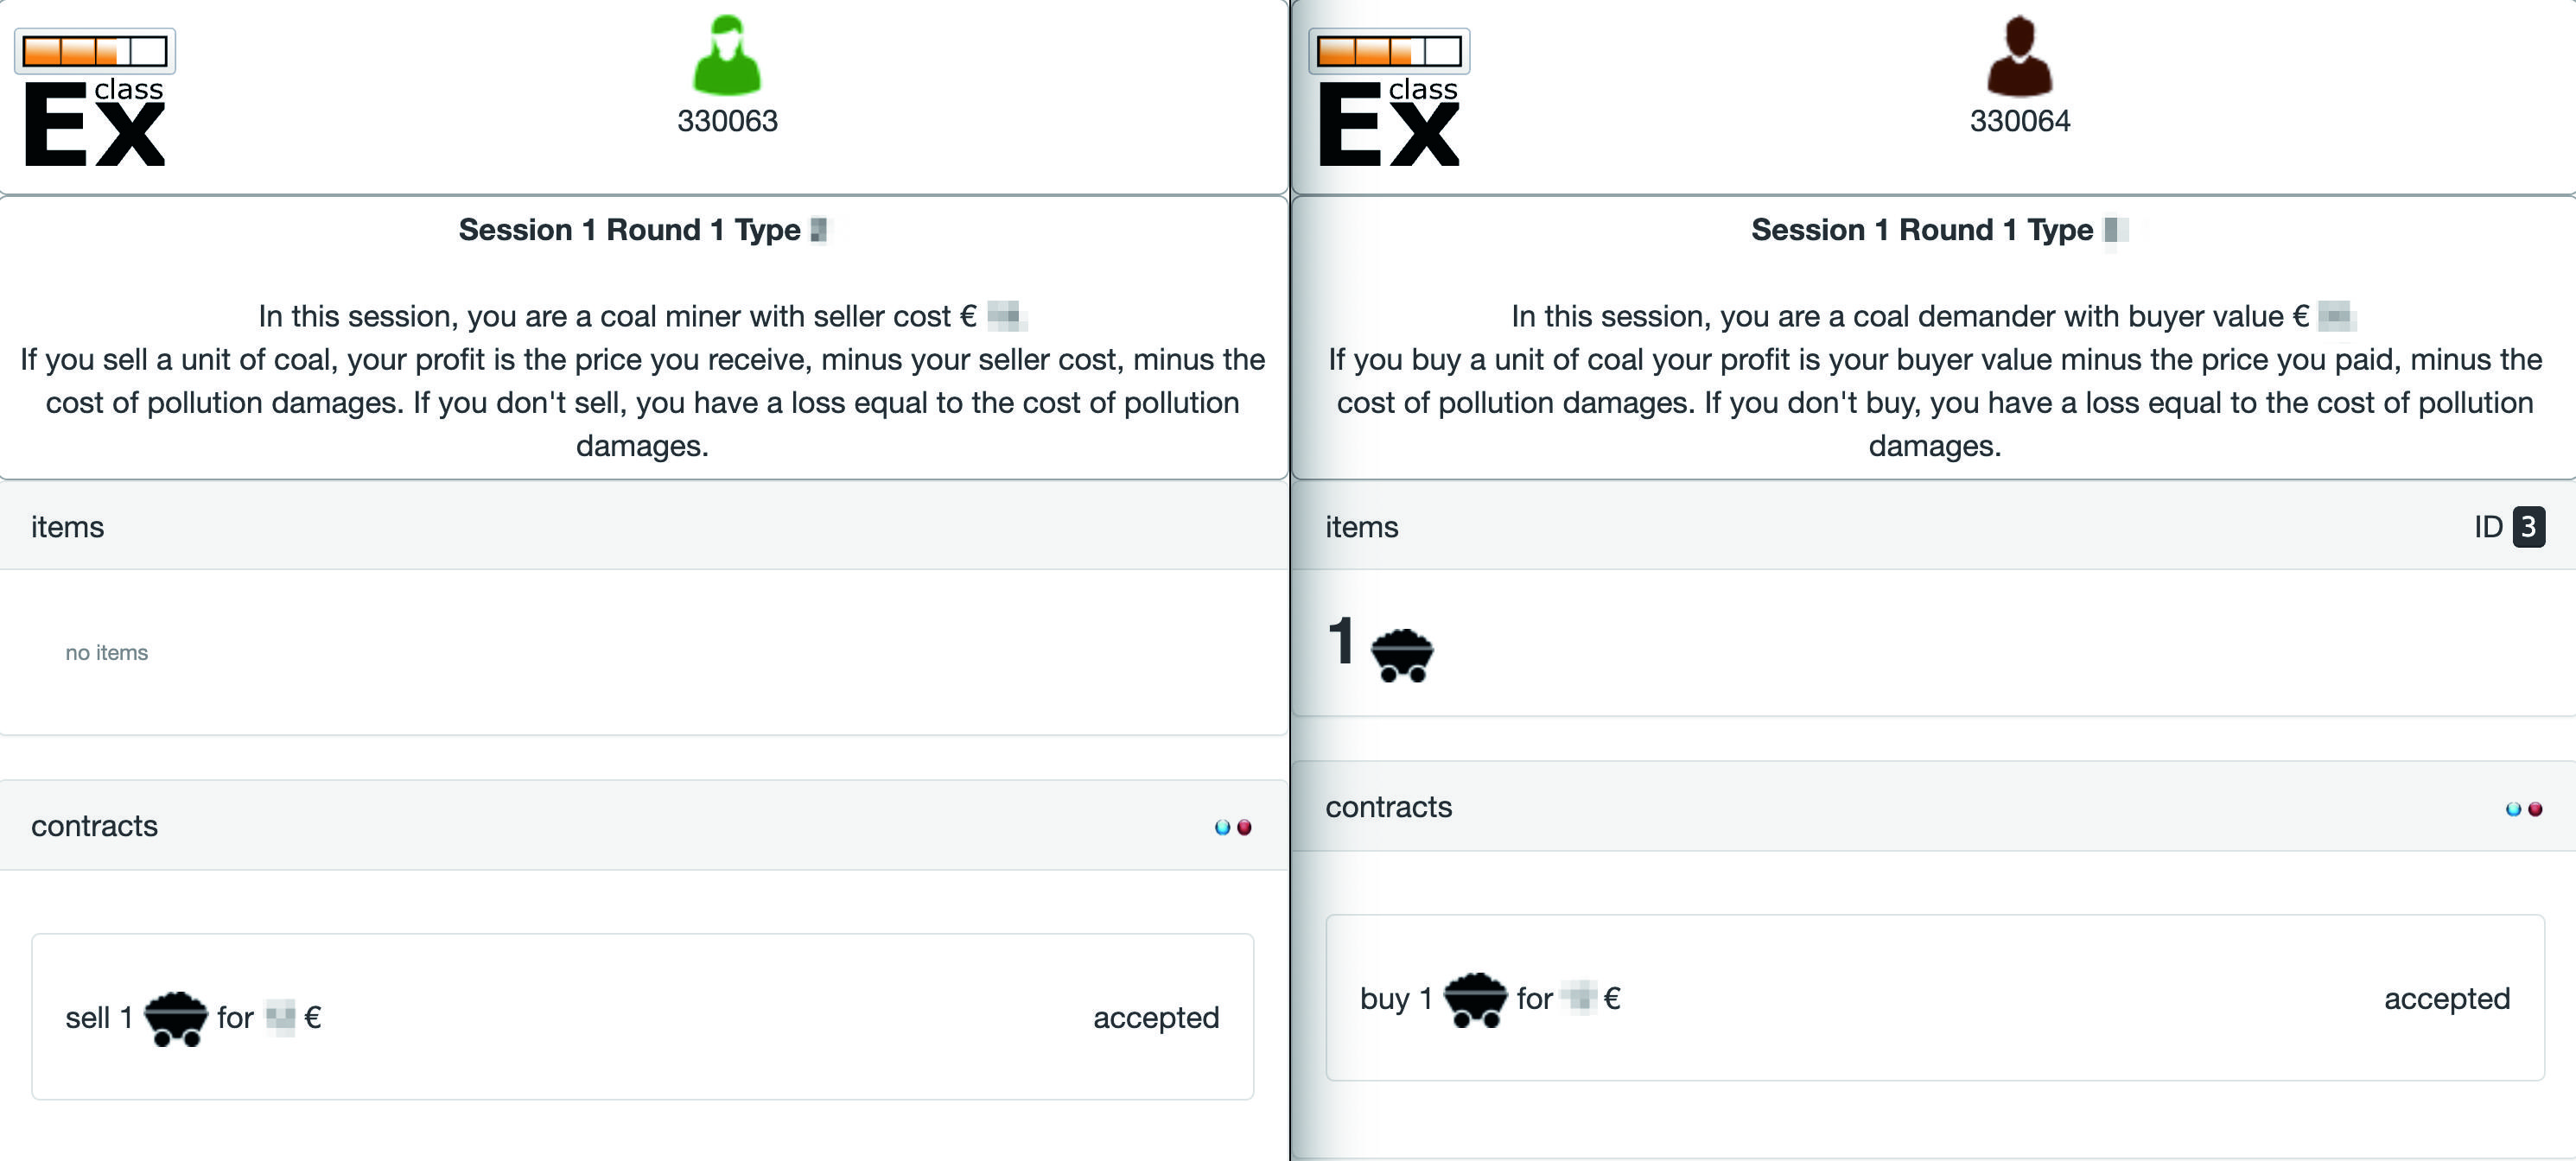 class
Ex
330063
Session 1 Round 1 Type
In this session, you are a coal miner with seller cost €
If you sell a unit of coal, your profit is the price you receive, minus your seller cost, minus the
cost of pollution damages. If you don't sell, you have a loss equal to the cost of pollution
damages.
items
no items
contracts
sell 1 for €
accepted
class
Ex
330064
Session 1 Round 1 Type
In this session, you are a coal demander with buyer value €
If you buy a unit of coal your profit is your buyer value minus the price you paid, minus the
cost of pollution damages. If you don't buy, you have a loss equal to the cost of pollution
damages.
items
ID 3
1
contracts
buy 1 for €
accepted